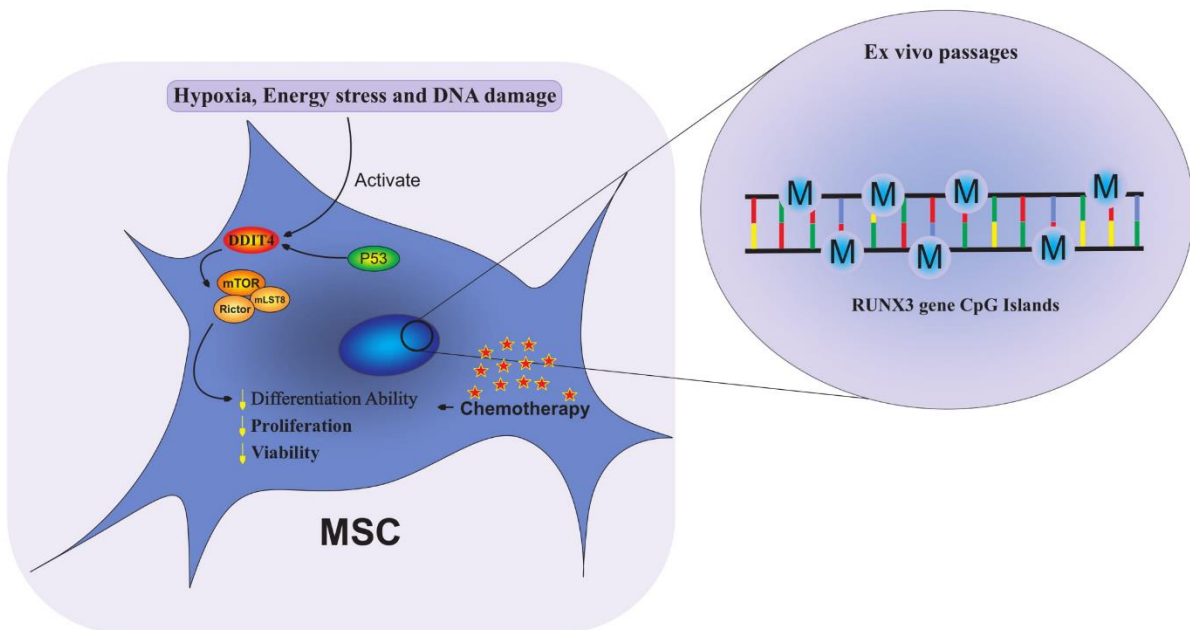 Hypoxia, Energy stress and DNA damage
Activate
DDIT4
P53
mTOR
mLST8
Rictor
Differentiation Ability
Proliferation
Viability
Chemotherapy
MSC
Ex vivo passages
M M M M
M M M
RUNX3 gene CpG Islands